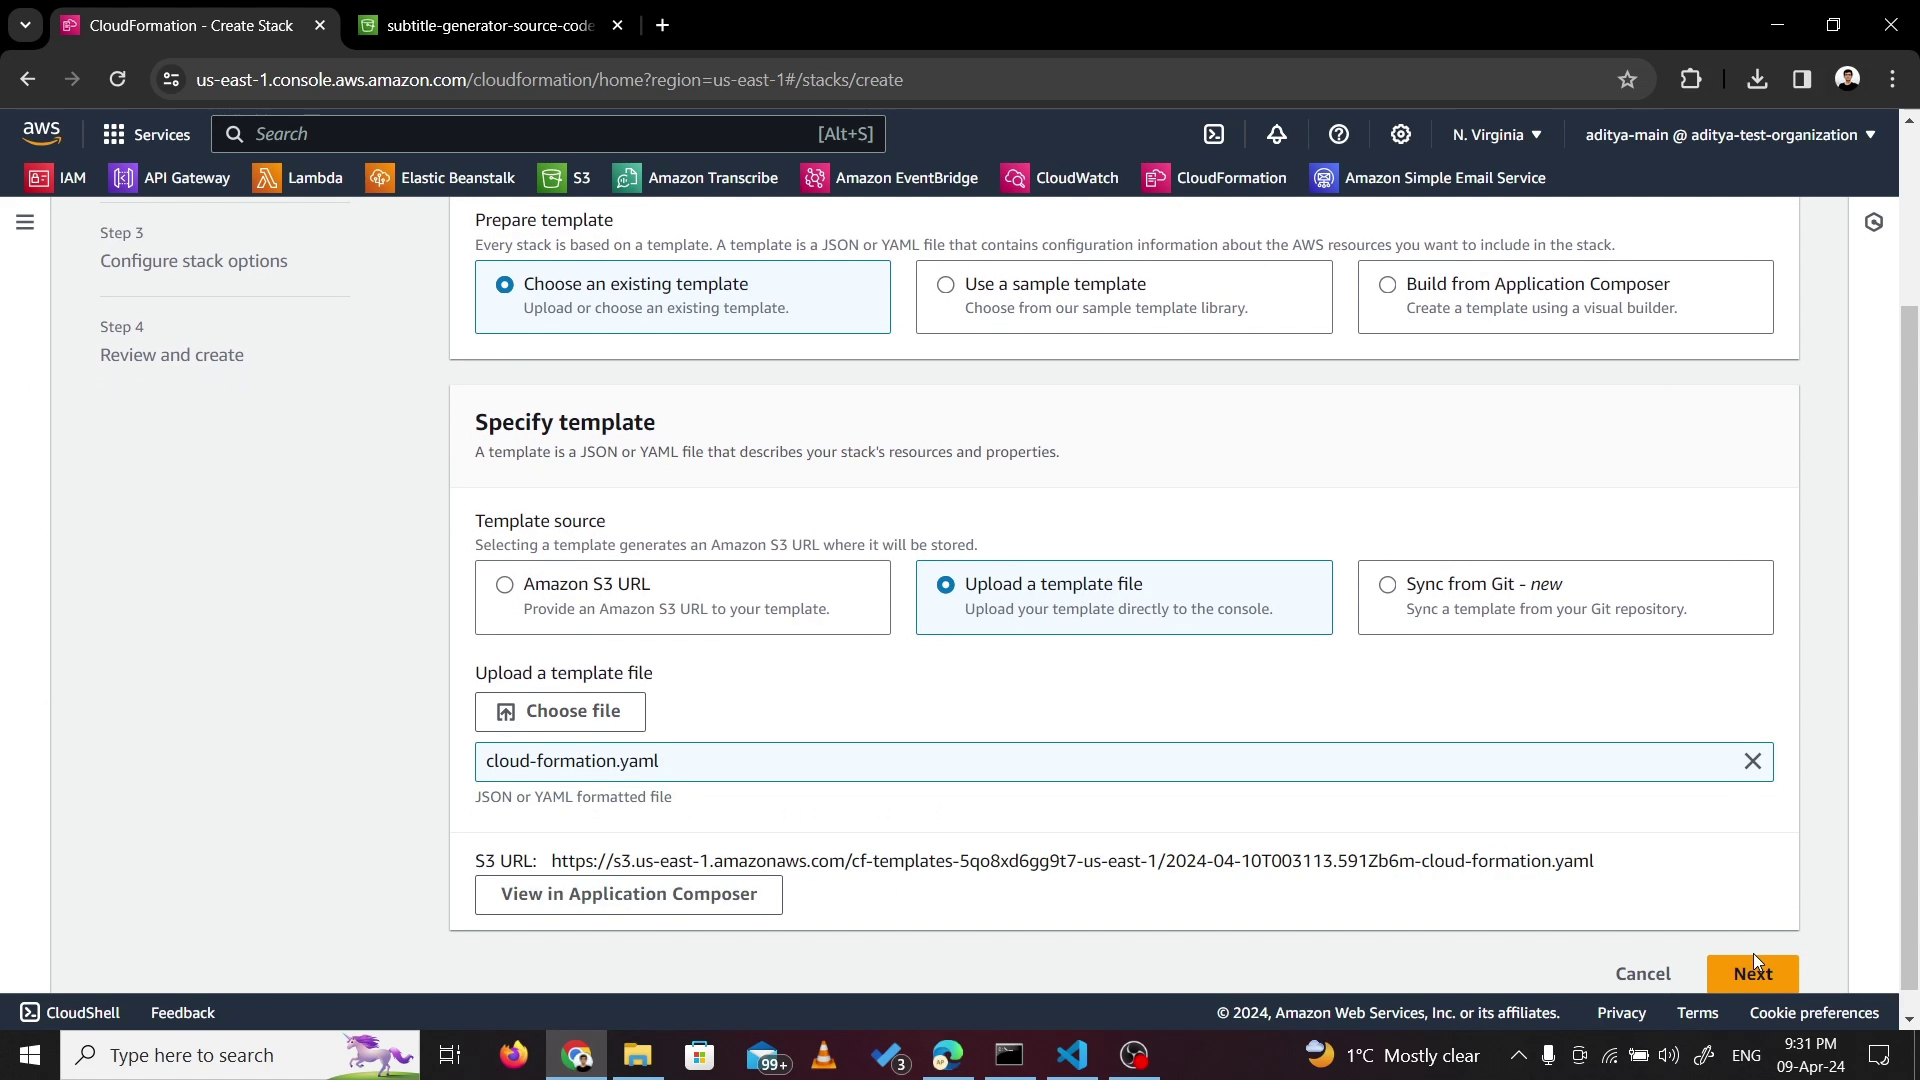 CloudFormation - Create Stack
subtitle-generator-source-code
us-east-1.console.aws.amazon.com/cloudformation/home?region=us-east-1#/stacks/create
aws
Services
Search
[Alt+S]
N. Virginia
aditya-main @ aditya-test-organization
IAM
API Gateway
Lambda
Elastic Beanstalk
S3
Amazon Transcribe
Amazon EventBridge
CloudWatch
CloudFormation
Amazon Simple Email Service
Step 3
Configure stack options
Step 4
Review and create
Prepare template
Every stack is based on a template. A template is a JSON or YAML file that contains configuration information about the AWS resources you want to include in the stack.
Choose an existing template
Upload or choose an existing template.
Use a sample template
Choose from our sample template library.
Build from Application Composer
Create a template using a visual builder.
Specify template
A template is a JSON or YAML file that describes your stack's resources and properties.
Template source
Selecting a template generates an Amazon S3 URL where it will be stored.
Amazon S3 URL
Provide an Amazon S3 URL to your template.
Upload a template file
Upload your template directly to the console.
Sync from Git - new
Sync a template from your Git repository.
Upload a template file
Choose file
cloud-formation.yaml
JSON or YAML formatted file
S3 URL: https://s3.us-east-1.amazonaws.com/cf-templates-5qo8xd6gg9t7-us-east-1/2024-04-10T003113.591Zb6m-cloud-formation.yaml
View in Application Composer
Cancel
Next
CloudShell
Feedback
© 2024, Amazon Web Services, Inc. or its affiliates.
Privacy
Terms
Cookie preferences
Type here to search
99+
3
1°C Mostly clear
ENG
9:31 PM
09-Apr-24